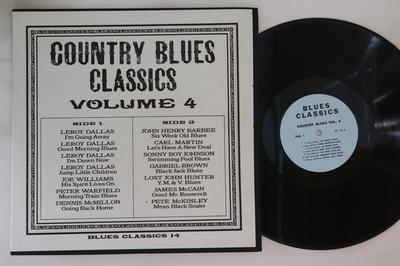 COUNTRY BLUES
CLASSICS
VOLUME 4
SIDE 1
LEROY DALLAS
I'm Going Away
LEROY DALLAS
Good Morning Blues
LEROY DALLAS
I'm Down Now
LEROY DALLAS
Jump Little Children
JOE WILLIAMS
His Spirit Lives On
PETER WARFIELD
Morning Train Blues
DENNIS McMILLON
Going Back Home
SIDE 2
JOHN HENRY BARBEE
Six Week Old Blues
CARL MARTIN
Let's Have A New Deal
SONNY BOY JOHNSON
Swimming Pool Blues
GABRIEL BROWN
Black Jack Blues
LOST JOHN HUNTER
Y.M. & V. Blues
JAMES McCAIN
Good Mr. Roosevelt
PETE McKINLEY
Mean Black Snake
BLUES CLASSICS 14
BLUES
CLASSICS
COUNTRY BLUES VOL. 4
Side 1